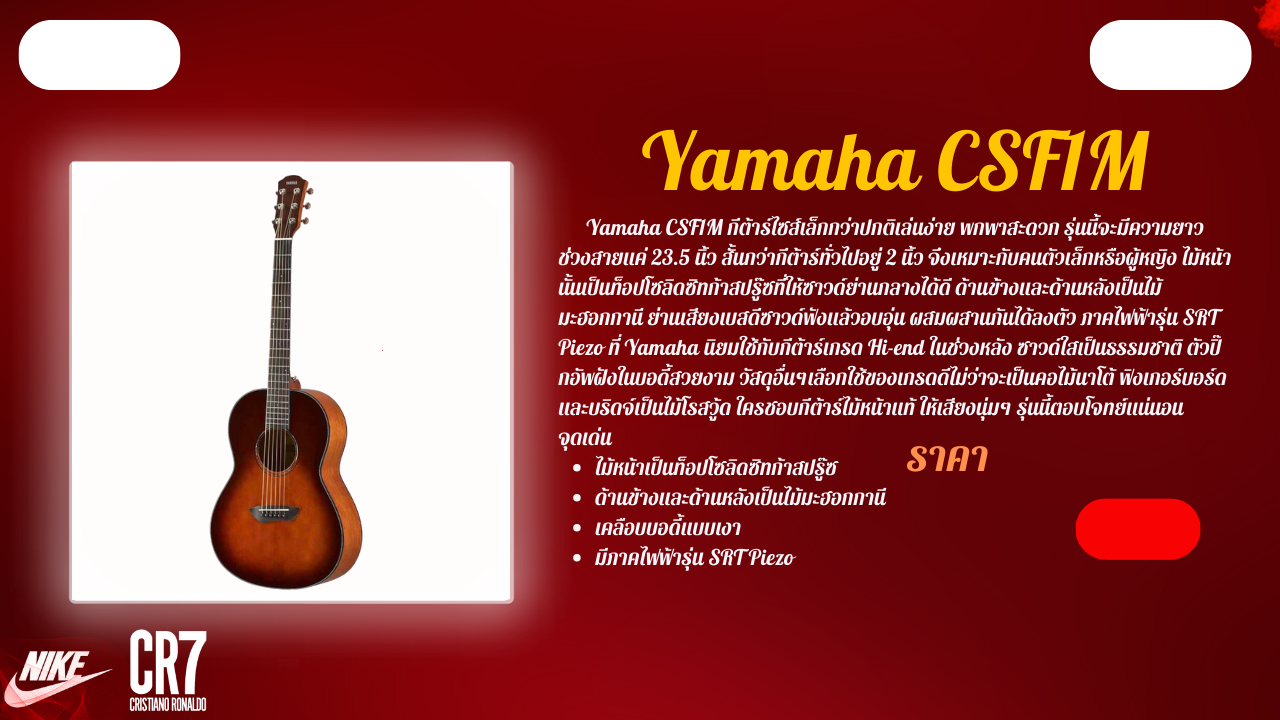 Yamaha CSF1M
Yamaha CSF1M กีต้าร์ไซส์เล็กกว่าปกติเล่นง่าย พกพาสะดวก รุ่นนี้จะมีความยาว
ช่วงสายแค่ 23.5 นิ้ว สั้นกว่ากีต้าร์ทั่วไปอยู่ 2 นิ้ว จึงเหมาะกับคนตัวเล็กหรือผู้หญิง ไม้หน้า
นั้นเป็นท็อปโซลิดซิทก้าสปรู๊ซที่ให้ซาวด์ย่านกลางได้ดี ด้านข้างและด้านหลังเป็นไม้
มะฮอกกานี ย่านเสียงเบสดีซาวด์ฟังแล้วอบอุ่น ผสมผสานกันได้ลงตัว ภาคไฟฟ้ารุ่น SRT
Piezo ที่ Yamaha นิยมใช้กับกีต้าร์เกรด Hi-end ในช่วงหลัง ซาวด์ใสเป็นธรรมชาติ ตัวปิ๊
กอัพฝังในบอดี้สวยงาม วัสดุอื่นๆเลือกใช้ของเกรดดีไม่ว่าจะเป็นคอไม้นาโต้ ฟิงเกอร์บอร์ด
และบริดจ์เป็นไม้โรสวู้ด ใครชอบกีต้าร์ไม้หน้าแท้ ให้เสียงนุ่มๆ รุ่นนี้ตอบโจทย์แน่นอน
จุดเด่น
• ไม้หน้าเป็นท็อปโซลิดซิทก้าสปรู๊ซ
• ด้านข้างและด้านหลังเป็นไม้มะฮอกกานี
• เคลือบบอดี้แบบเงา
• มีภาคไฟฟ้ารุ่น SRT Piezo
ราคา
NIKE
CR7
CRISTIANO RONALDO